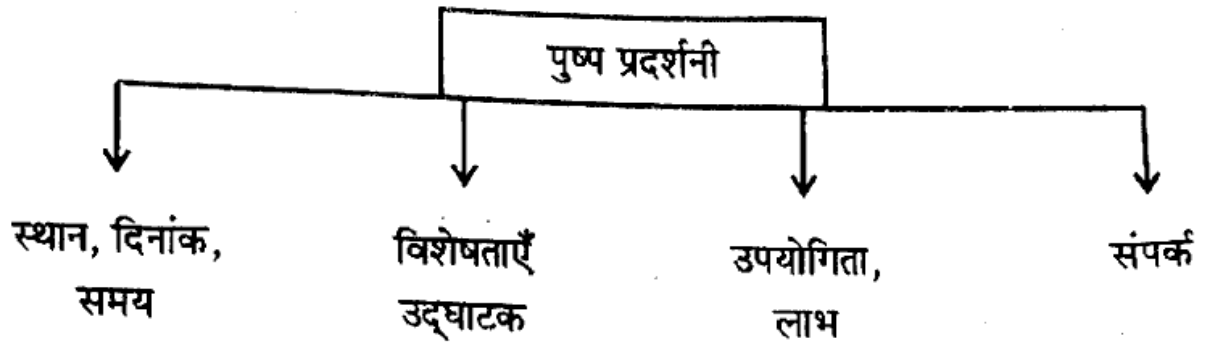 पुष्प प्रदर्शनी
स्थान, दिनांक,
समय
विशेषताएँ
उद्‌घाटक
उपयोगिता,
लाभ
संपर्क